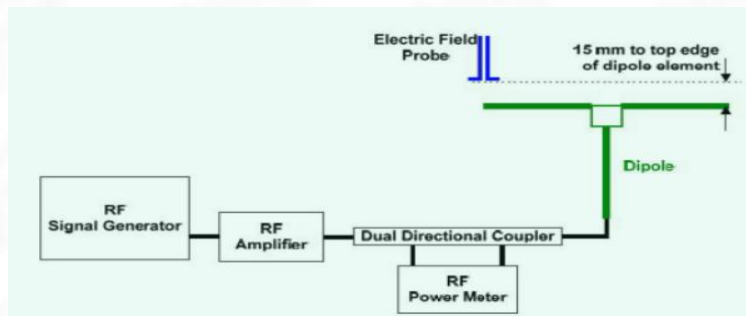 Electric Field
Probe
15 mm to top edge
of dipole element
Dipole
RF
Signal Generator
RF
Amplifier
Dual Directional Coupler
RF
Power Meter